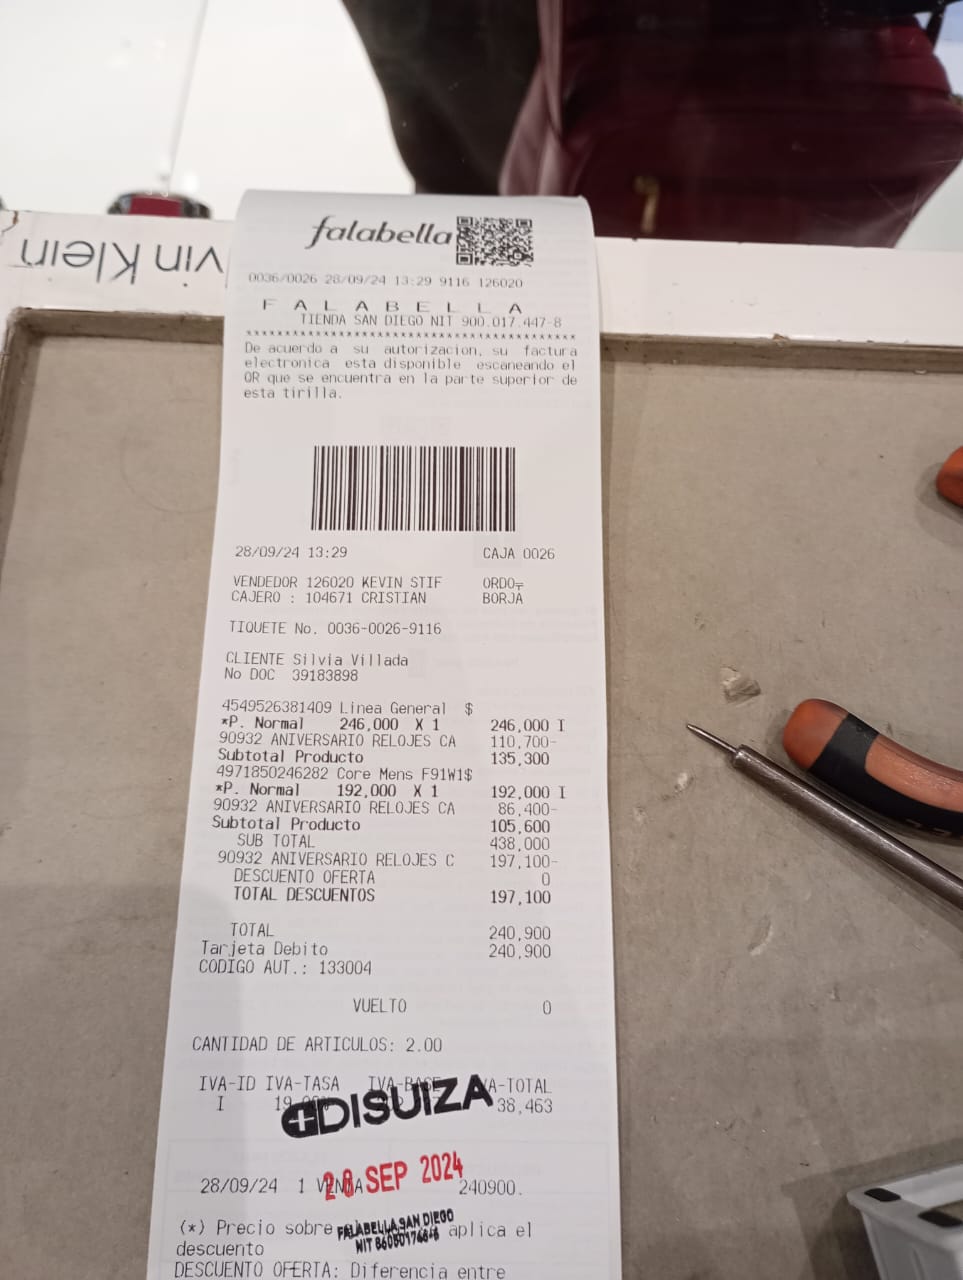 vin Klein
falabella
0036/0026 28/09/24 13:29 9116 126020
F A L A B E L L A
TIENDA SAN DIEGO NIT 900.017.447-8
De acuerdo a su autorizacion, su factura
electronica esta disponible escaneando el
QR que se encuentra en la parte superior de
esta tirilla.
28/09/24 13:29 CAJA 0026
VENDEDOR 126020 KEVIN STIF ORDO
CAJERO : 104671 CRISTIAN BORJA
TIQUETE No. 0036-0026-9116
CLIENTE Silvia Villada
No DOC 39183898
4549526381409 Linea General $
*P. Normal 246,000 X 1 246,000 I
90932 ANIVERSARIO RELOJES CA 110,700-
Subtotal Producto 135,300
4971850246282 Core Mens F91W1$
*P. Normal 192,000 X 1 192,000 I
90932 ANIVERSARIO RELOJES CA 86,400-
Subtotal Producto 105,600
SUB TOTAL 438,000
90932 ANIVERSARIO RELOJES C 197,100-
DESCUENTO OFERTA 0
TOTAL DESCUENTOS 197,100
TOTAL 240,900
Tarjeta Debito 240,900
CODIGO AUT.: 133004
VUELTO 0
CANTIDAD DE ARTICULOS: 2.00
IVA-ID IVA-TASA IVA-BASE IVA-TOTAL
I 38,463
DISUIZA
28 SEP 2024
28/09/24 1 VENTA 240900.
FALABELLA SAN DIEGO
(*) Precio sobre aplica el
descuento
DESCUENTO OFERTA: Diferencia entre